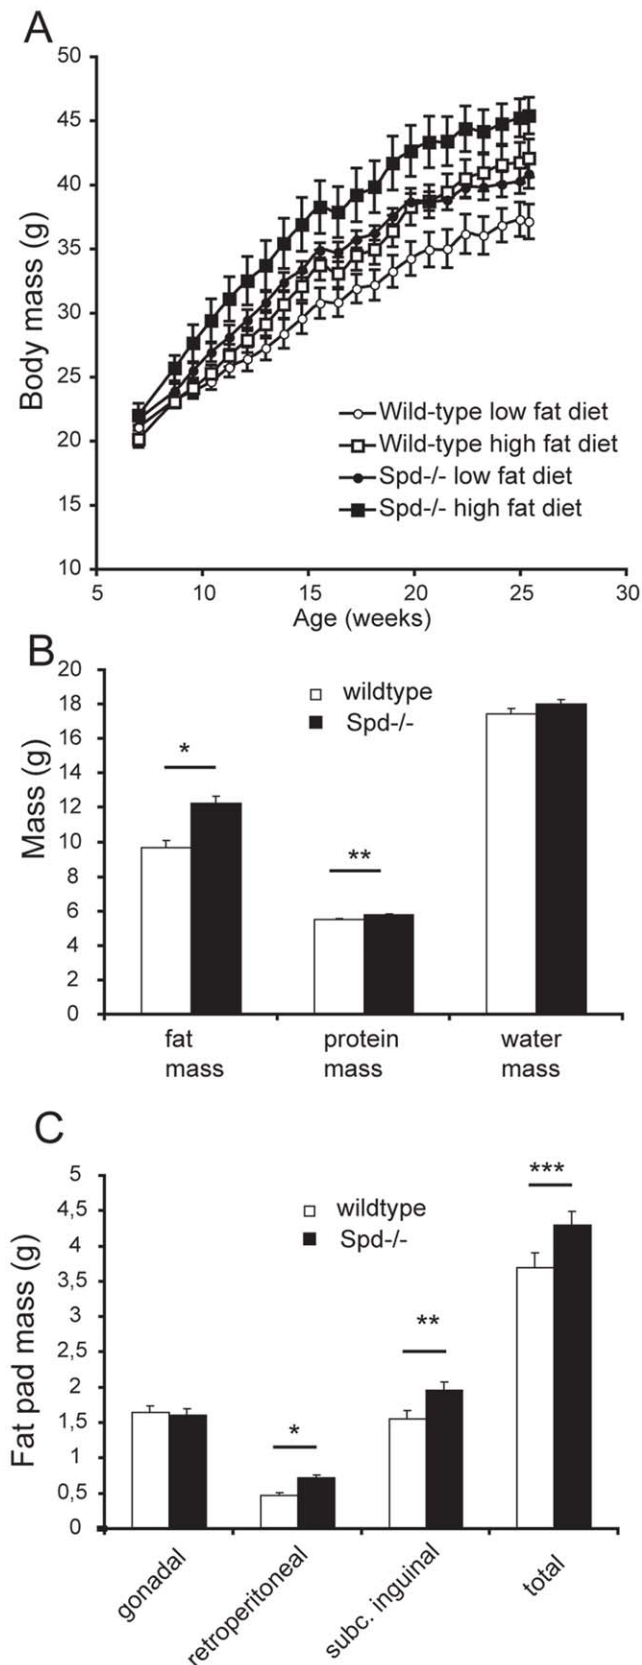 A
50
45
40
35
30
25
20
15
10
Body mass (g)
Wild-type low fat diet
Wild-type high fat diet
Spd-/- low fat diet
Spd-/- high fat diet
5 10 15 20 25 30
Age (weeks)
B
20
18
16
14
12
10
8
6
4
2
0
Mass (g)
wildtype
Spd-/-
*
**
fat
mass
protein
mass
water
mass
C
5
4,5
4
3,5
3
2,5
2
1,5
1
0,5
0
Fat pad mass (g)
wildtype
Spd-/-
*
**
***
gonadal
retroperitoneal
subc. inguinal
total